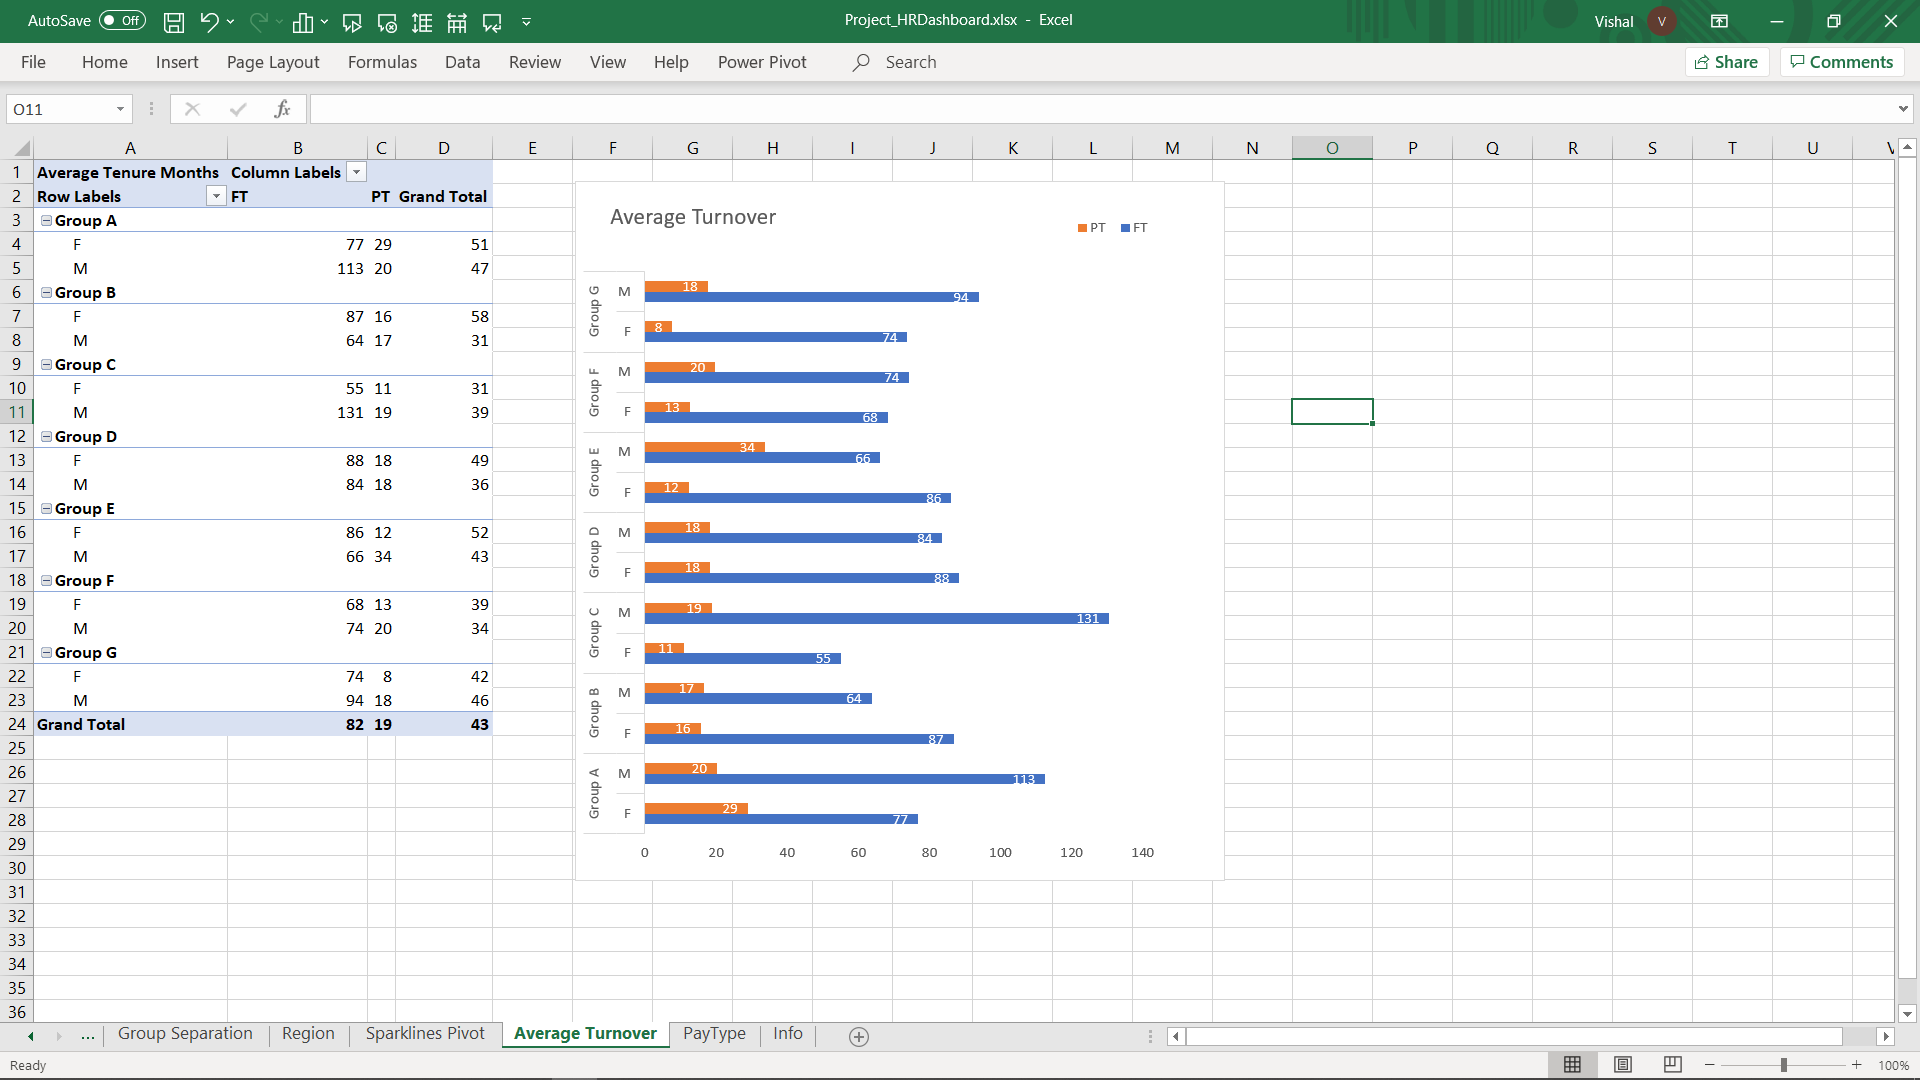 AutoSave Off Project_HRDashboard.xlsx - Excel Vishal V
File Home Insert Page Layout Formulas Data Review View Help Power Pivot Search Share Comments
O11 fx
A B C D E F G H I J K L M N O P Q R S T U V
1 Average Tenure Months Column Labels
2 Row Labels FT PT Grand Total
3 Group A
4 F 77 29 51
5 M 113 20 47
6 Group B
7 F 87 16 58
8 M 64 17 31
9 Group C
10 F 55 11 31
11 M 131 19 39
12 Group D
13 F 88 18 49
14 M 84 18 36
15 Group E
16 F 86 12 52
17 M 66 34 43
18 Group F
19 F 68 13 39
20 M 74 20 34
21 Group G
22 F 74 8 42
23 M 94 18 46
24 Grand Total 82 19 43
25
26
27
28
29
30
31
32
33
34
35
36
Average Turnover
PT FT
Group G
M 18
94
F 8
74
Group F
M 20
74
F 13
68
Group E
M 34
66
F 12
86
Group D
M 18
84
F 18
88
Group C
M 19
131
F 11
55
Group B
M 17
64
F 16
87
Group A
M 20
113
F 29
77
0 20 40 60 80 100 120 140
... Group Separation Region Sparklines Pivot Average Turnover PayType Info
Ready 100%